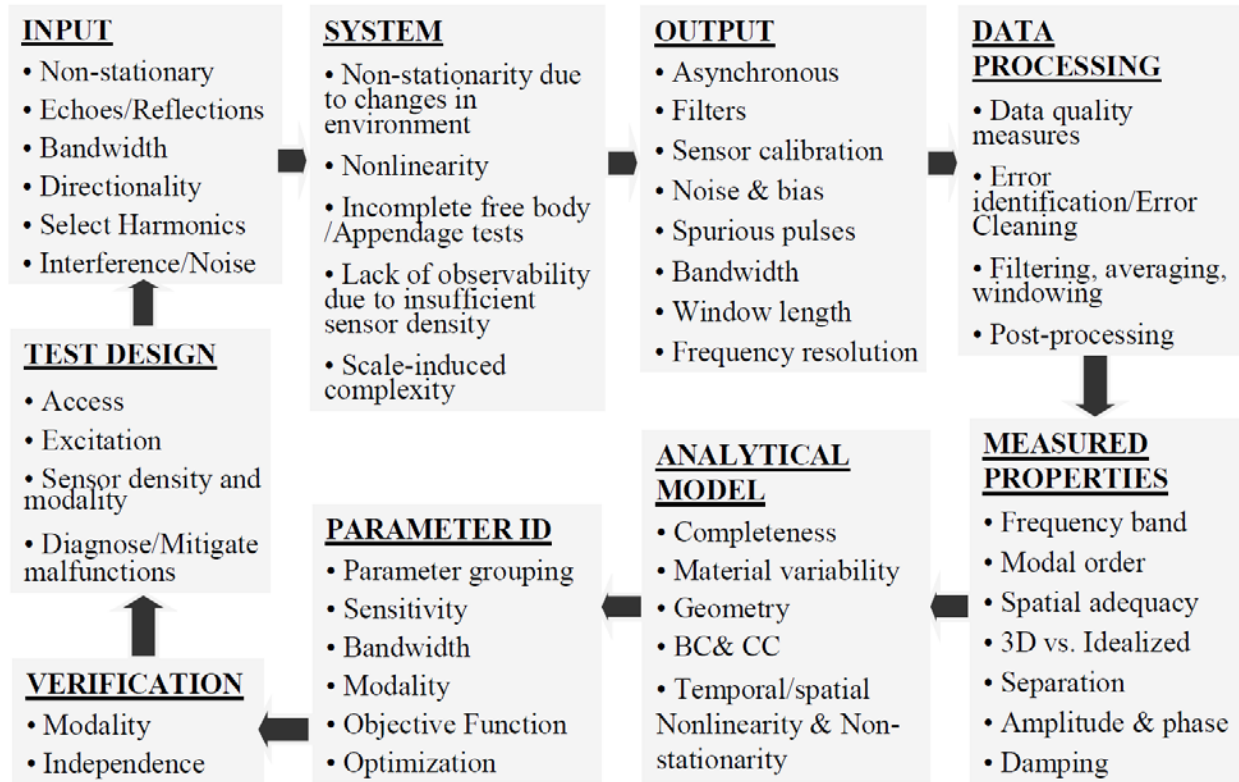 INPUT
• Non-stationary
• Echoes/Reflections
• Bandwidth
• Directionality
• Select Harmonics
• Interference/Noise
SYSTEM
• Non-stationarity due
to changes in
environment
• Nonlinearity
• Incomplete free body
/Appendage tests
• Lack of observability
due to insufficient
sensor density
• Scale-induced
complexity
OUTPUT
• Asynchronous
• Filters
• Sensor calibration
• Noise & bias
• Spurious pulses
• Bandwidth
• Window length
• Frequency resolution
DATA
PROCESSING
• Data quality
measures
• Error
identification/Error
Cleaning
• Filtering, averaging,
windowing
• Post-processing
MEASURED
PROPERTIES
• Frequency band
• Modal order
• Spatial adequacy
• 3D vs. Idealized
• Separation
• Amplitude & phase
• Damping
ANALYTICAL
MODEL
• Completeness
• Material variability
• Geometry
• BC& CC
• Temporal/spatial
Nonlinearity & Non-
stationarity
PARAMETER ID
• Parameter grouping
• Sensitivity
• Bandwidth
• Modality
• Objective Function
• Optimization
VERIFICATION
• Modality
• Independence
TEST DESIGN
• Access
• Excitation
• Sensor density and
modality
• Diagnose/Mitigate
malfunctions